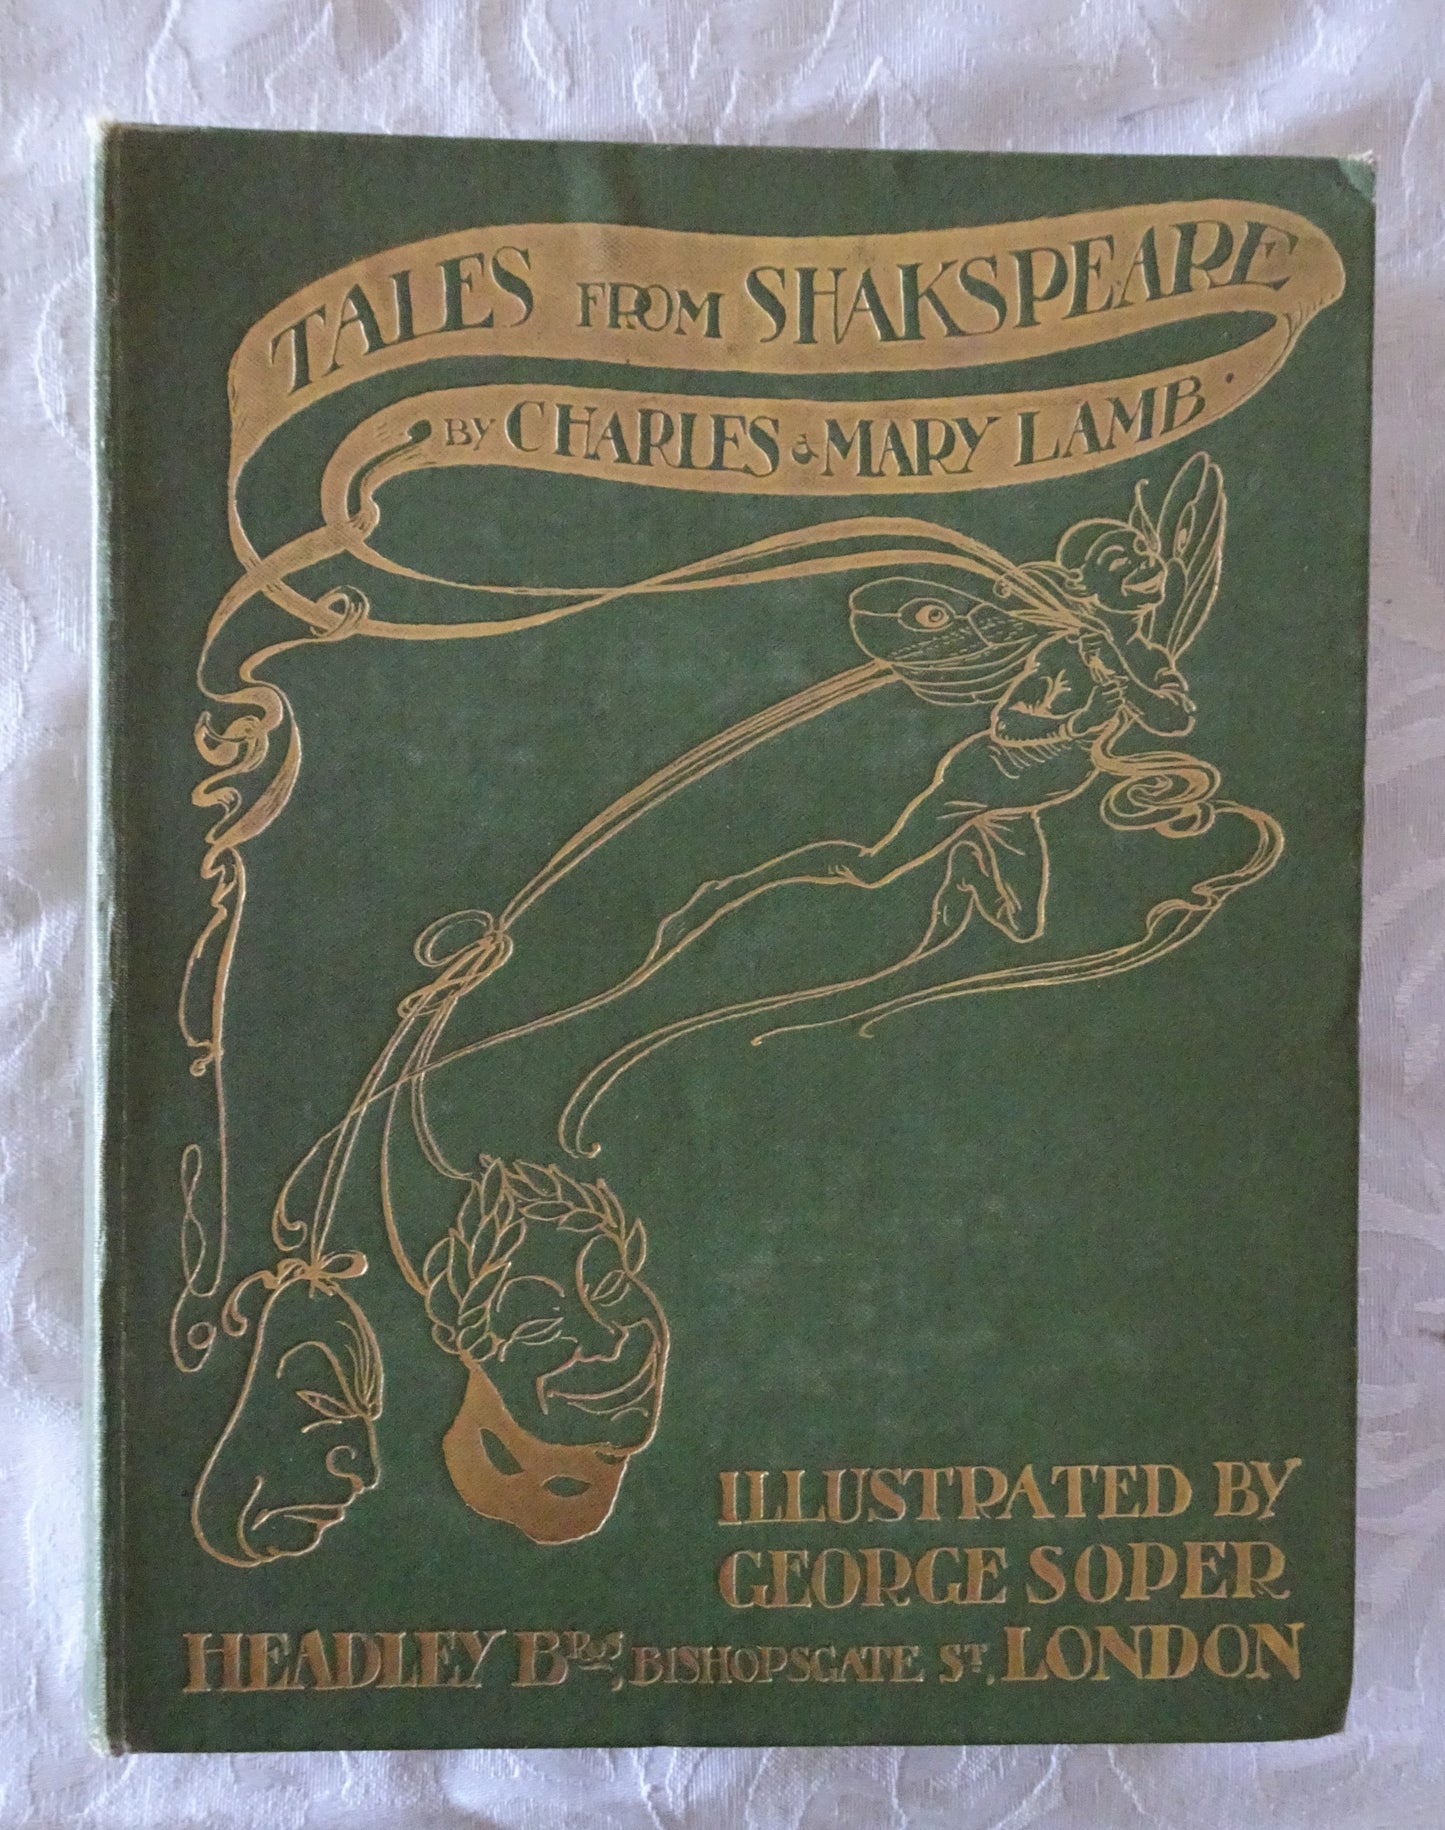 TALES FROM SHAKSPEARE
BY CHARLES & MARY LAMB.
ILLUSTRATED BY
GEORGE SOPER
HEADLEY Bros, BISHOPSGATE ST, LONDON